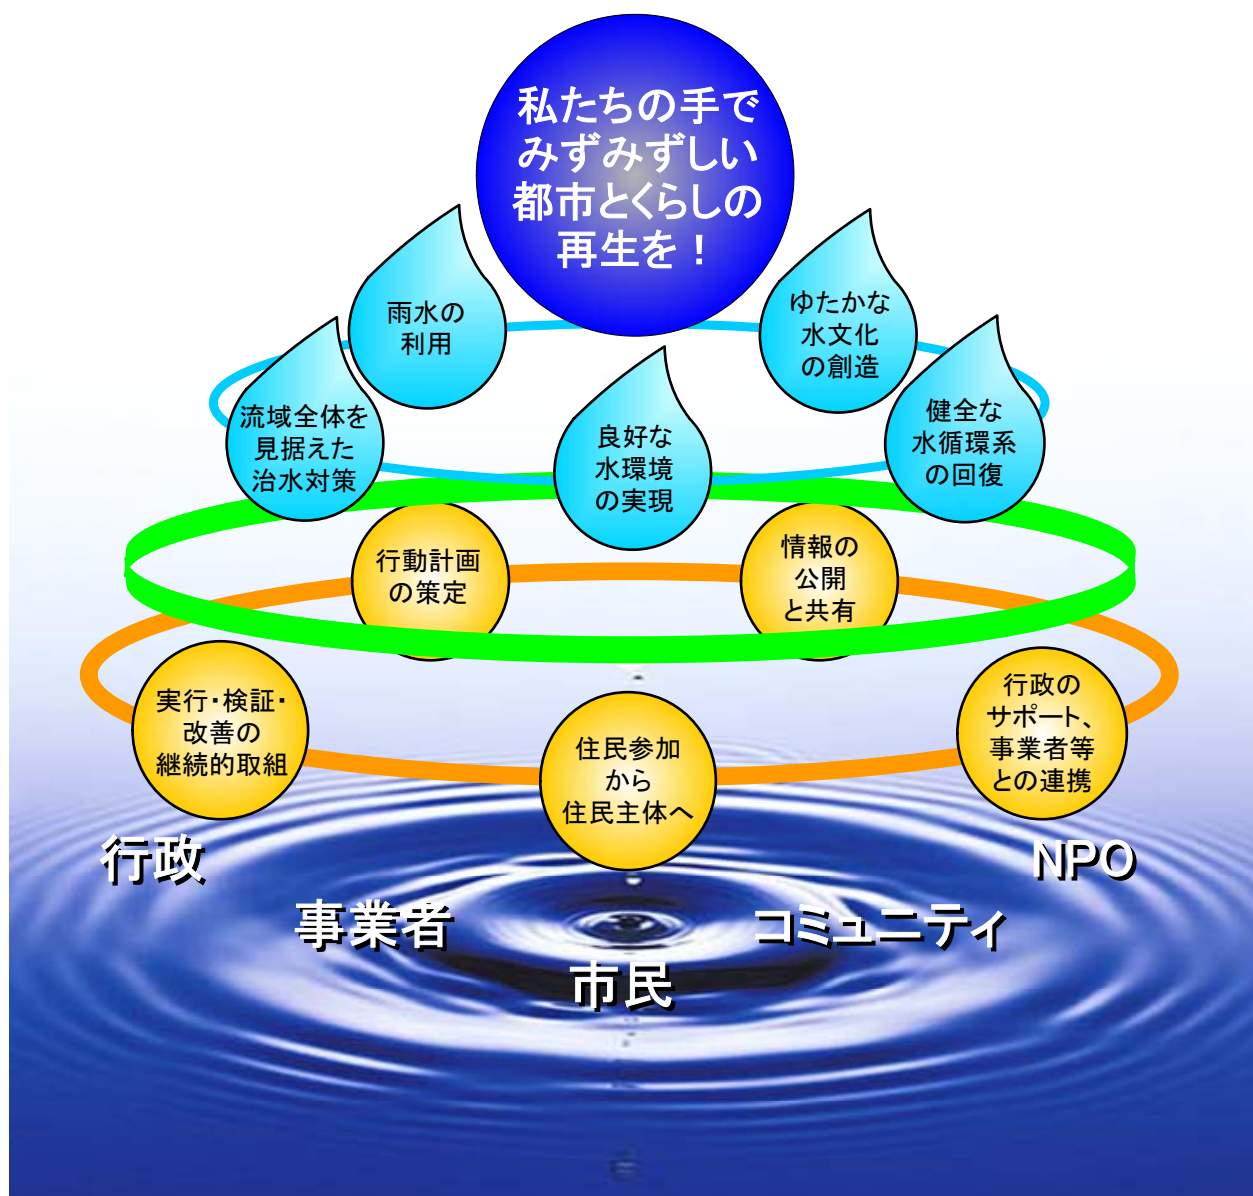 私たちの手で
みずみずしい
都市とくらしの
再生を！
雨水の
利用
ゆたかな
水文化
の創造
流域全体を
見据えた
治水対策
良好な
水環境
の実現
健全な
水循環系
の回復
行動計画
の策定
情報の
公開
と共有
実行・検証・
改善の
継続的取組
住民参加
から
住民主体へ
行政の
サポート、
事業者等
との連携
行政
NPO
事業者
コミュニティ
市民